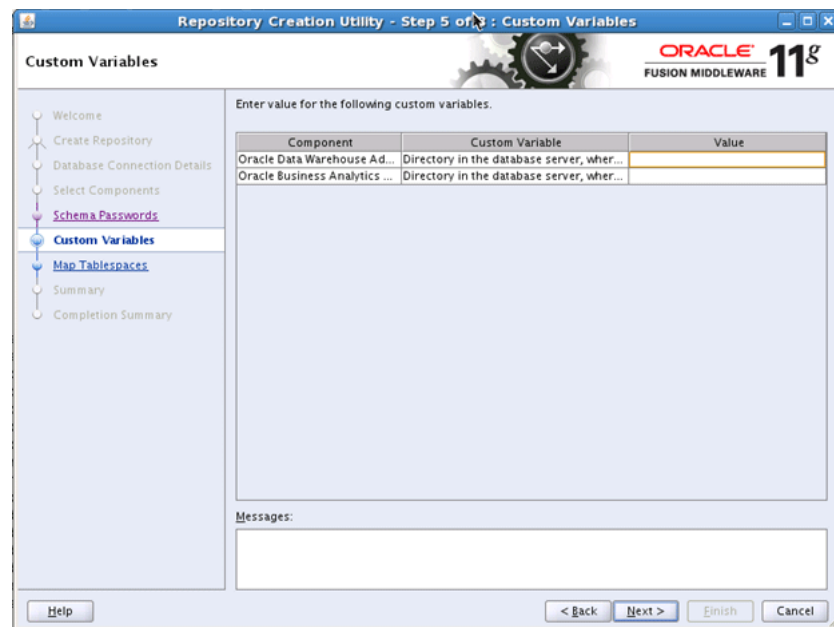 Repository Creation Utility - Step 5 of 8 : Custom Variables
Custom Variables
ORACLE
FUSION MIDDLEWARE 11g
Welcome
Create Repository
Database Connection Details
Select Components
Schema Passwords
Custom Variables
Map Tablespaces
Summary
Completion Summary
Enter value for the following custom variables.
Component Custom Variable Value
Oracle Data Warehouse Ad... Directory in the database server, wher...
Oracle Business Analytics ... Directory in the database server, wher...
Messages:
Help < Back Next > Finish Cancel